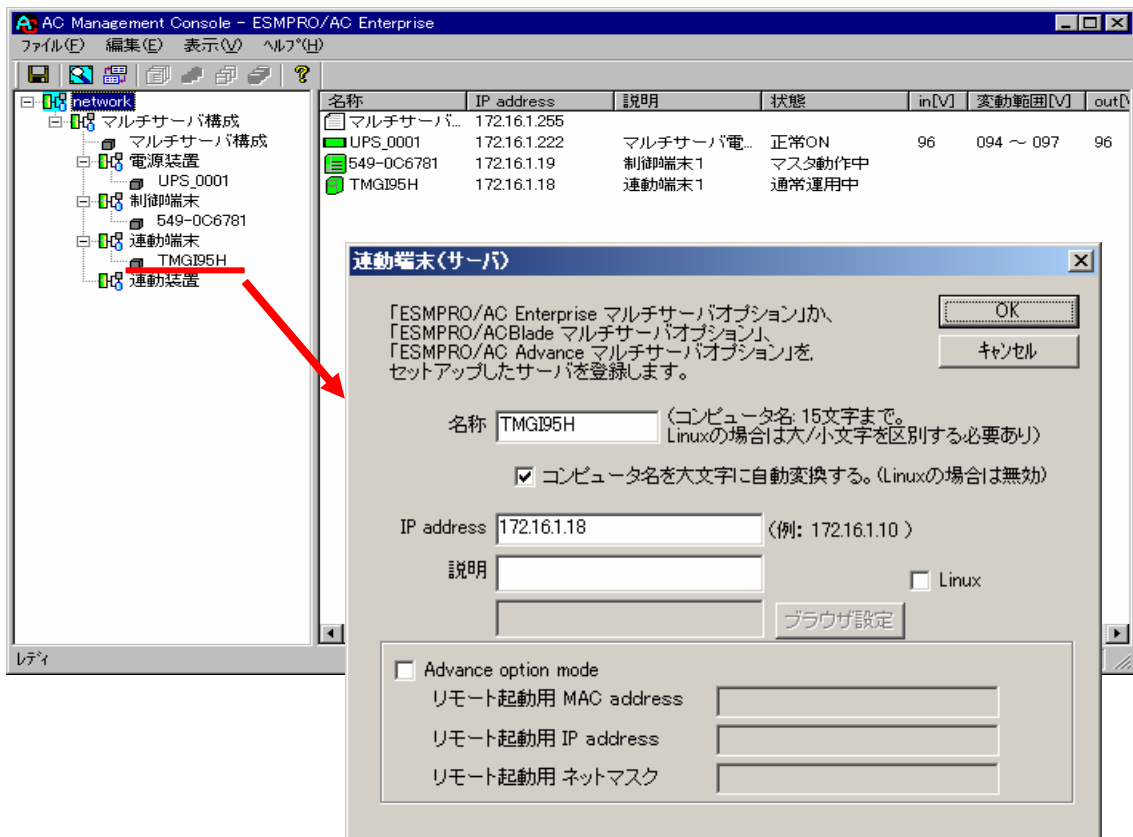 AC Management Console - ESMPRO/AC Enterprise
ファイル(F) 編集(E) 表示(V) ヘルプ(H)
network
マルチサーバ構成
マルチサーバ構成
電源装置
UPS_0001
制御端末
549-0C6781
連動端末
TMGI95H
連動装置
名称 IP address 説明 状態 in[V] 変動範囲[V] out[V
マルチサーバ... 172.16.1.255
UPS_0001 172.16.1.222 マルチサーバ電... 正常ON 96 094 ～ 097 96
549-0C6781 172.16.1.19 制御端末1 マスタ動作中
TMGI95H 172.16.1.18 連動端末1 通常運用中
レディ
連動端末(サーバ)
「ESMPRO/AC Enterprise マルチサーバオプション」か、
「ESMPRO/ACBlade マルチサーバオプション」、
「ESMPRO/AC Advance マルチサーバオプション」を
セットアップしたサーバを登録します。
OK
キャンセル
名称 TMGI95H (コンピュータ名: 15文字まで。
Linuxの場合は大/小文字を区別する必要あり)
コンピュータ名を大文字に自動変換する。(Linuxの場合は無効)
IP address 172.16.1.18 (例: 172.16.1.10 )
説明
Linux
ブラウザ設定
Advance option mode
リモート起動用 MAC address
リモート起動用 IP address
リモート起動用 ネットマスク